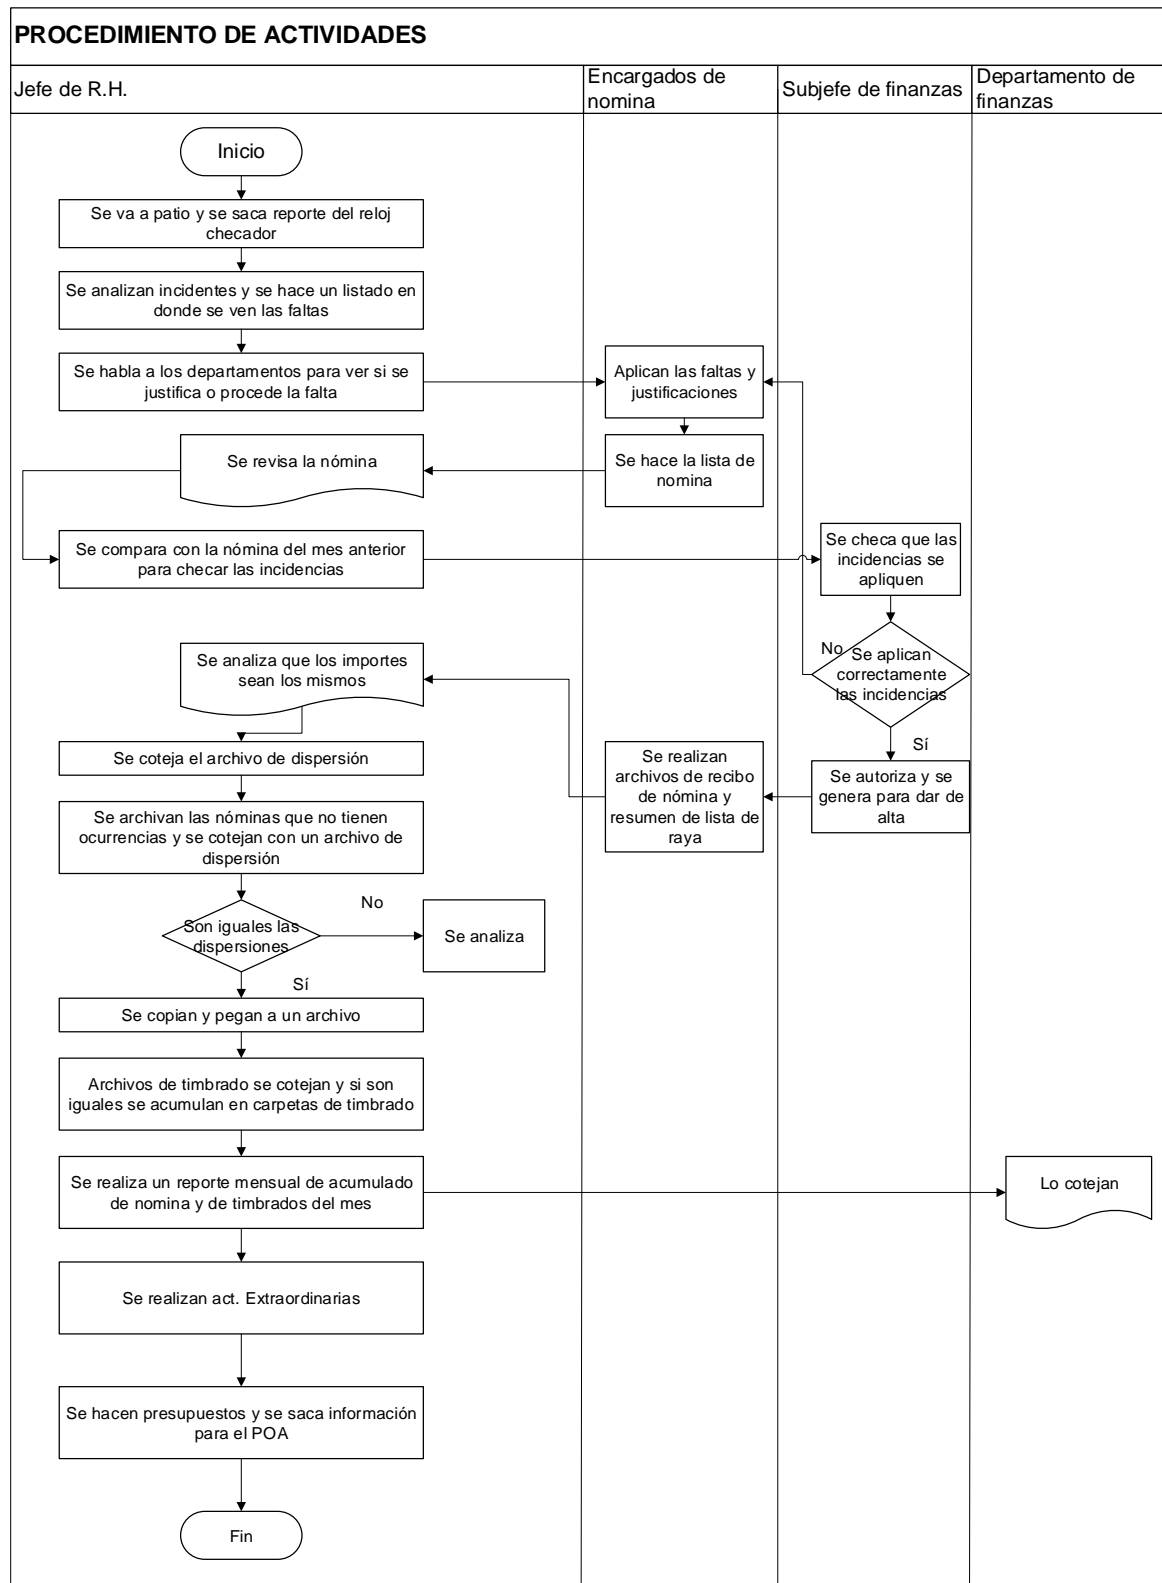 PROCEDIMIENTO DE ACTIVIDADES
Jefe de R.H.
Encargados de
nomina
Subjefe de finanzas
Departamento de
finanzas
Inicio
Se va a patio y se saca reporte del reloj
checador
Se analizan incidentes y se hace un listado en
donde se ven las faltas
Se habla a los departamentos para ver si se
justifica o procede la falta
Aplican las faltas y
justificaciones
Se hace la lista de
nomina
Se revisa la nómina
Se compara con la nómina del mes anterior
para checar las incidencias
Se checa que las
incidencias se
apliquen
No
Se aplican
correctamente
las incidencias
Sí
Se autoriza y se
genera para dar de
alta
Se realizan
archivos de recibo
de nómina y
resumen de lista de
raya
Se analiza que los importes
sean los mismos
Se coteja el archivo de dispersión
Se archivan las nóminas que no tienen
ocurrencias y se cotejan con un archivo de
dispersión
Son iguales las
dispersiones
No
Se analiza
Sí
Se copian y pegan a un archivo
Archivos de timbrado se cotejan y si son
iguales se acumulan en carpetas de timbrado
Se realiza un reporte mensual de acumulado
de nomina y de timbrados del mes
Lo cotejan
Se realizan act. Extraordinarias
Se hacen presupuestos y se saca información
para el POA
Fin